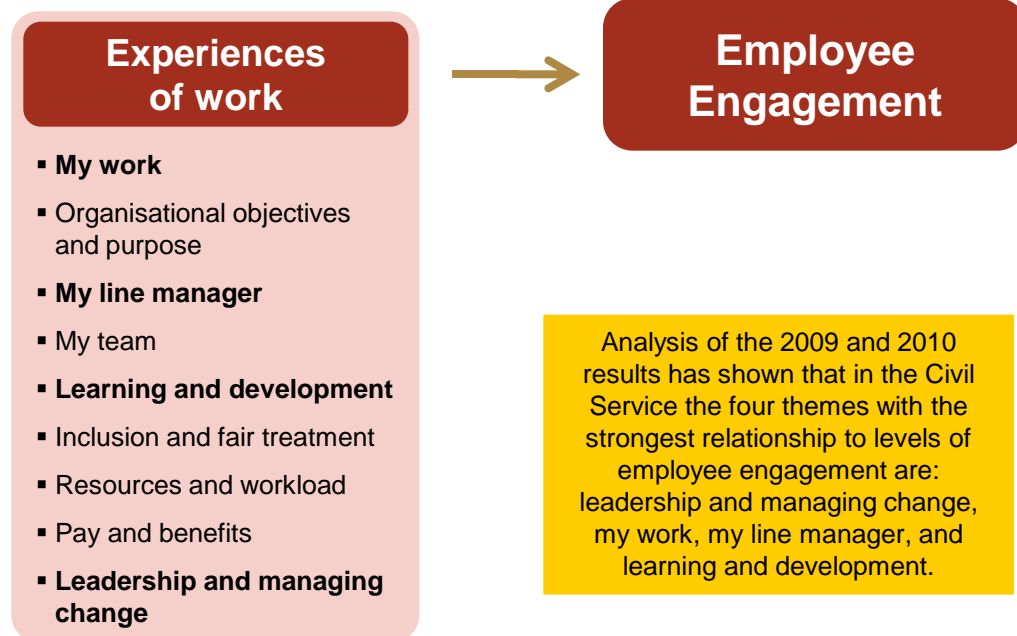 Experiences
of work
▪ My work
▪ Organisational objectives
and purpose
▪ My line manager
▪ My team
▪ Learning and development
▪ Inclusion and fair treatment
▪ Resources and workload
▪ Pay and benefits
▪ Leadership and managing
change
Employee
Engagement
Analysis of the 2009 and 2010
results has shown that in the Civil
Service the four themes with the
strongest relationship to levels of
employee engagement are:
leadership and managing change,
my work, my line manager, and
learning and development.